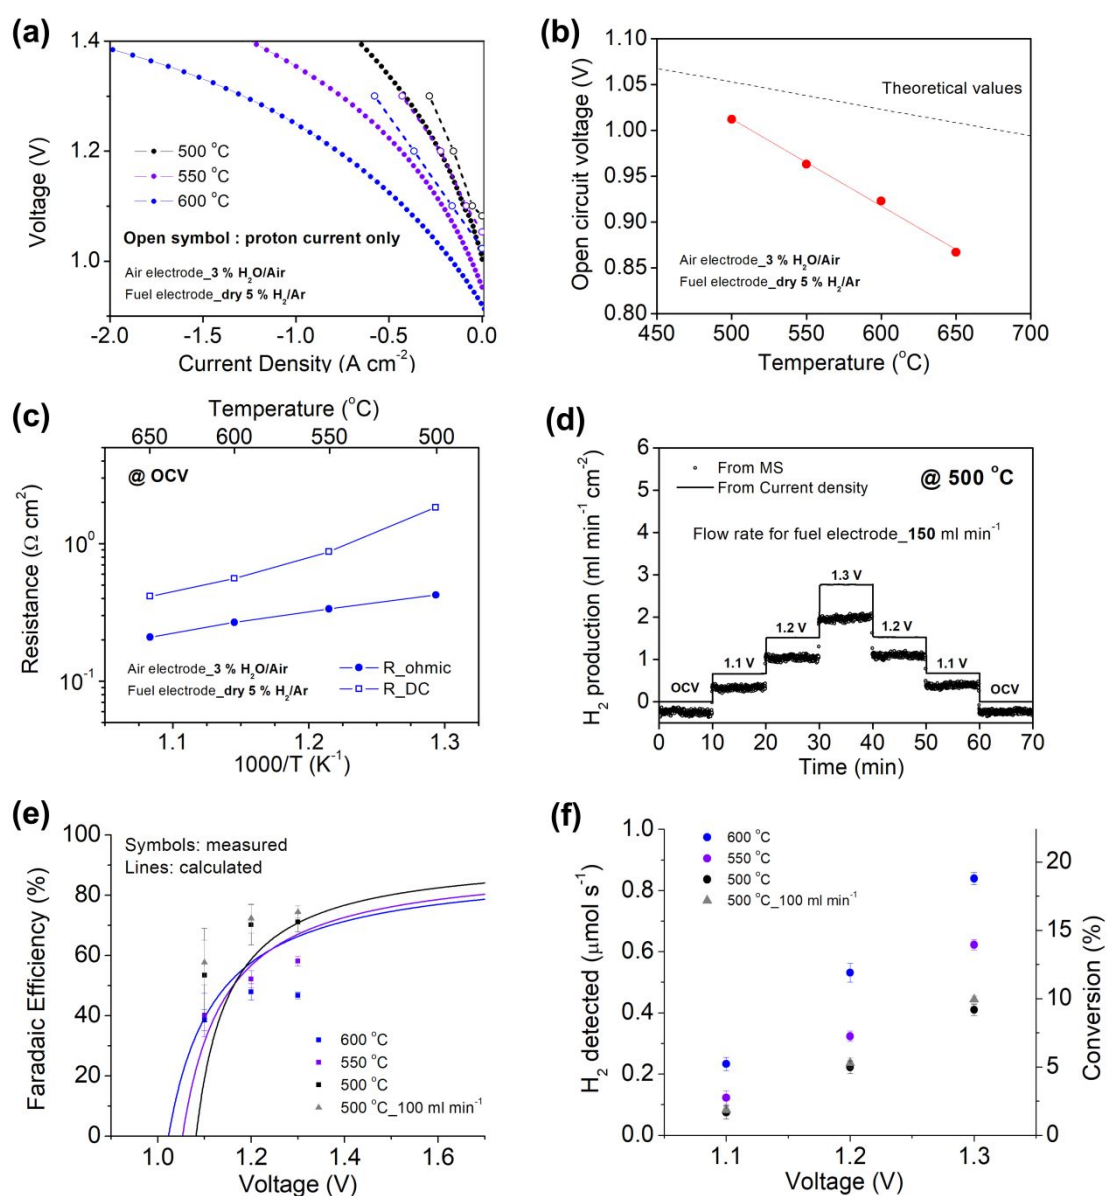 (a)
1.4
1.2
1.0
Voltage (V)
500 °C
550 °C
600 °C
Open symbol : proton current only
Air electrode_3 % H₂O/Air
Fuel electrode_dry 5 % H₂/Ar
-2.0 -1.5 -1.0 -0.5 0.0
Current Density (A cm⁻²)
(b)
1.10
1.05
1.00
0.95
0.90
0.85
0.80
Open circuit voltage (V)
Theoretical values
Air electrode_3 % H₂O/Air
Fuel electrode_dry 5 % H₂/Ar
450 500 550 600 650 700
Temperature (°C)
(c)
Temperature (°C)
650 600 550 500
@ OCV
10⁰
10⁻¹
Resistance (Ω cm²)
Air electrode_3 % H₂O/Air
Fuel electrode_dry 5 % H₂/Ar
R_ohmic
R_DC
1.1 1.2 1.3
1000/T (K⁻¹)
(d)
6
5
4
3
2
1
0
H₂ production (ml min⁻¹ cm⁻²)
From MS
From Current density
@ 500 °C
Flow rate for fuel electrode_150 ml min⁻¹
OCV
1.1 V
1.2 V
1.3 V
1.2 V
1.1 V
OCV
0 10 20 30 40 50 60 70
Time (min)
(e)
100
80
60
40
20
0
Faradaic Efficiency (%)
Symbols: measured
Lines: calculated
600 °C
550 °C
500 °C
500 °C_100 ml min⁻¹
1.0 1.2 1.4 1.6
Voltage (V)
(f)
1.0
0.8
0.6
0.4
0.2
0.0
H₂ detected (μmol s⁻¹)
600 °C
550 °C
500 °C
500 °C_100 ml min⁻¹
20
15
10
5
0
Conversion (%)
1.1 1.2 1.3
Voltage (V)